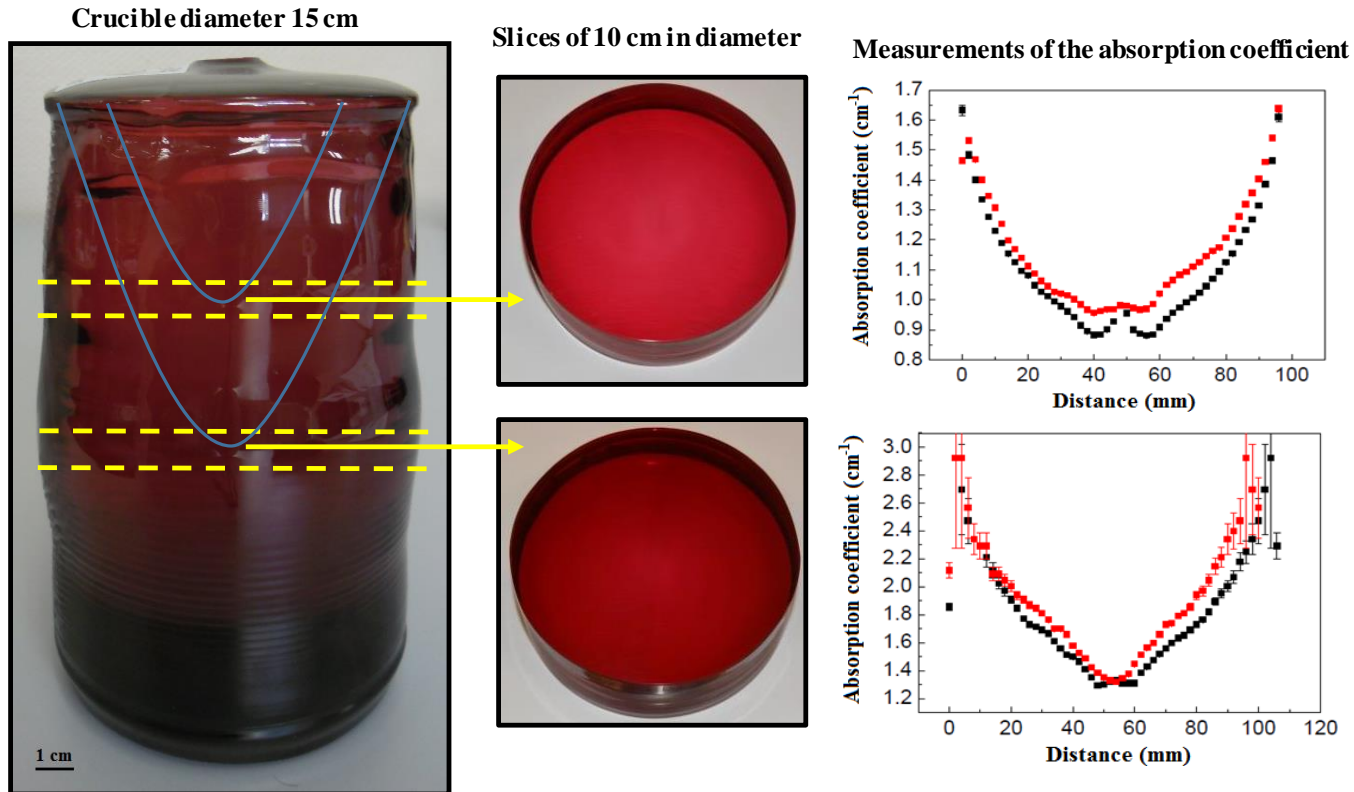 Crucible diameter 15 cm
Slices of 10 cm in diameter
Measurements of the absorption coefficient
1 cm
Absorption coefficient (cm⁻¹)
1.7
1.6
1.5
1.4
1.3
1.2
1.1
1.0
0.9
0.8
0 20 40 60 80 100
Distance (mm)
Absorption coefficient (cm⁻¹)
3.0
2.8
2.6
2.4
2.2
2.0
1.8
1.6
1.4
1.2
0 20 40 60 80 100 120
Distance (mm)